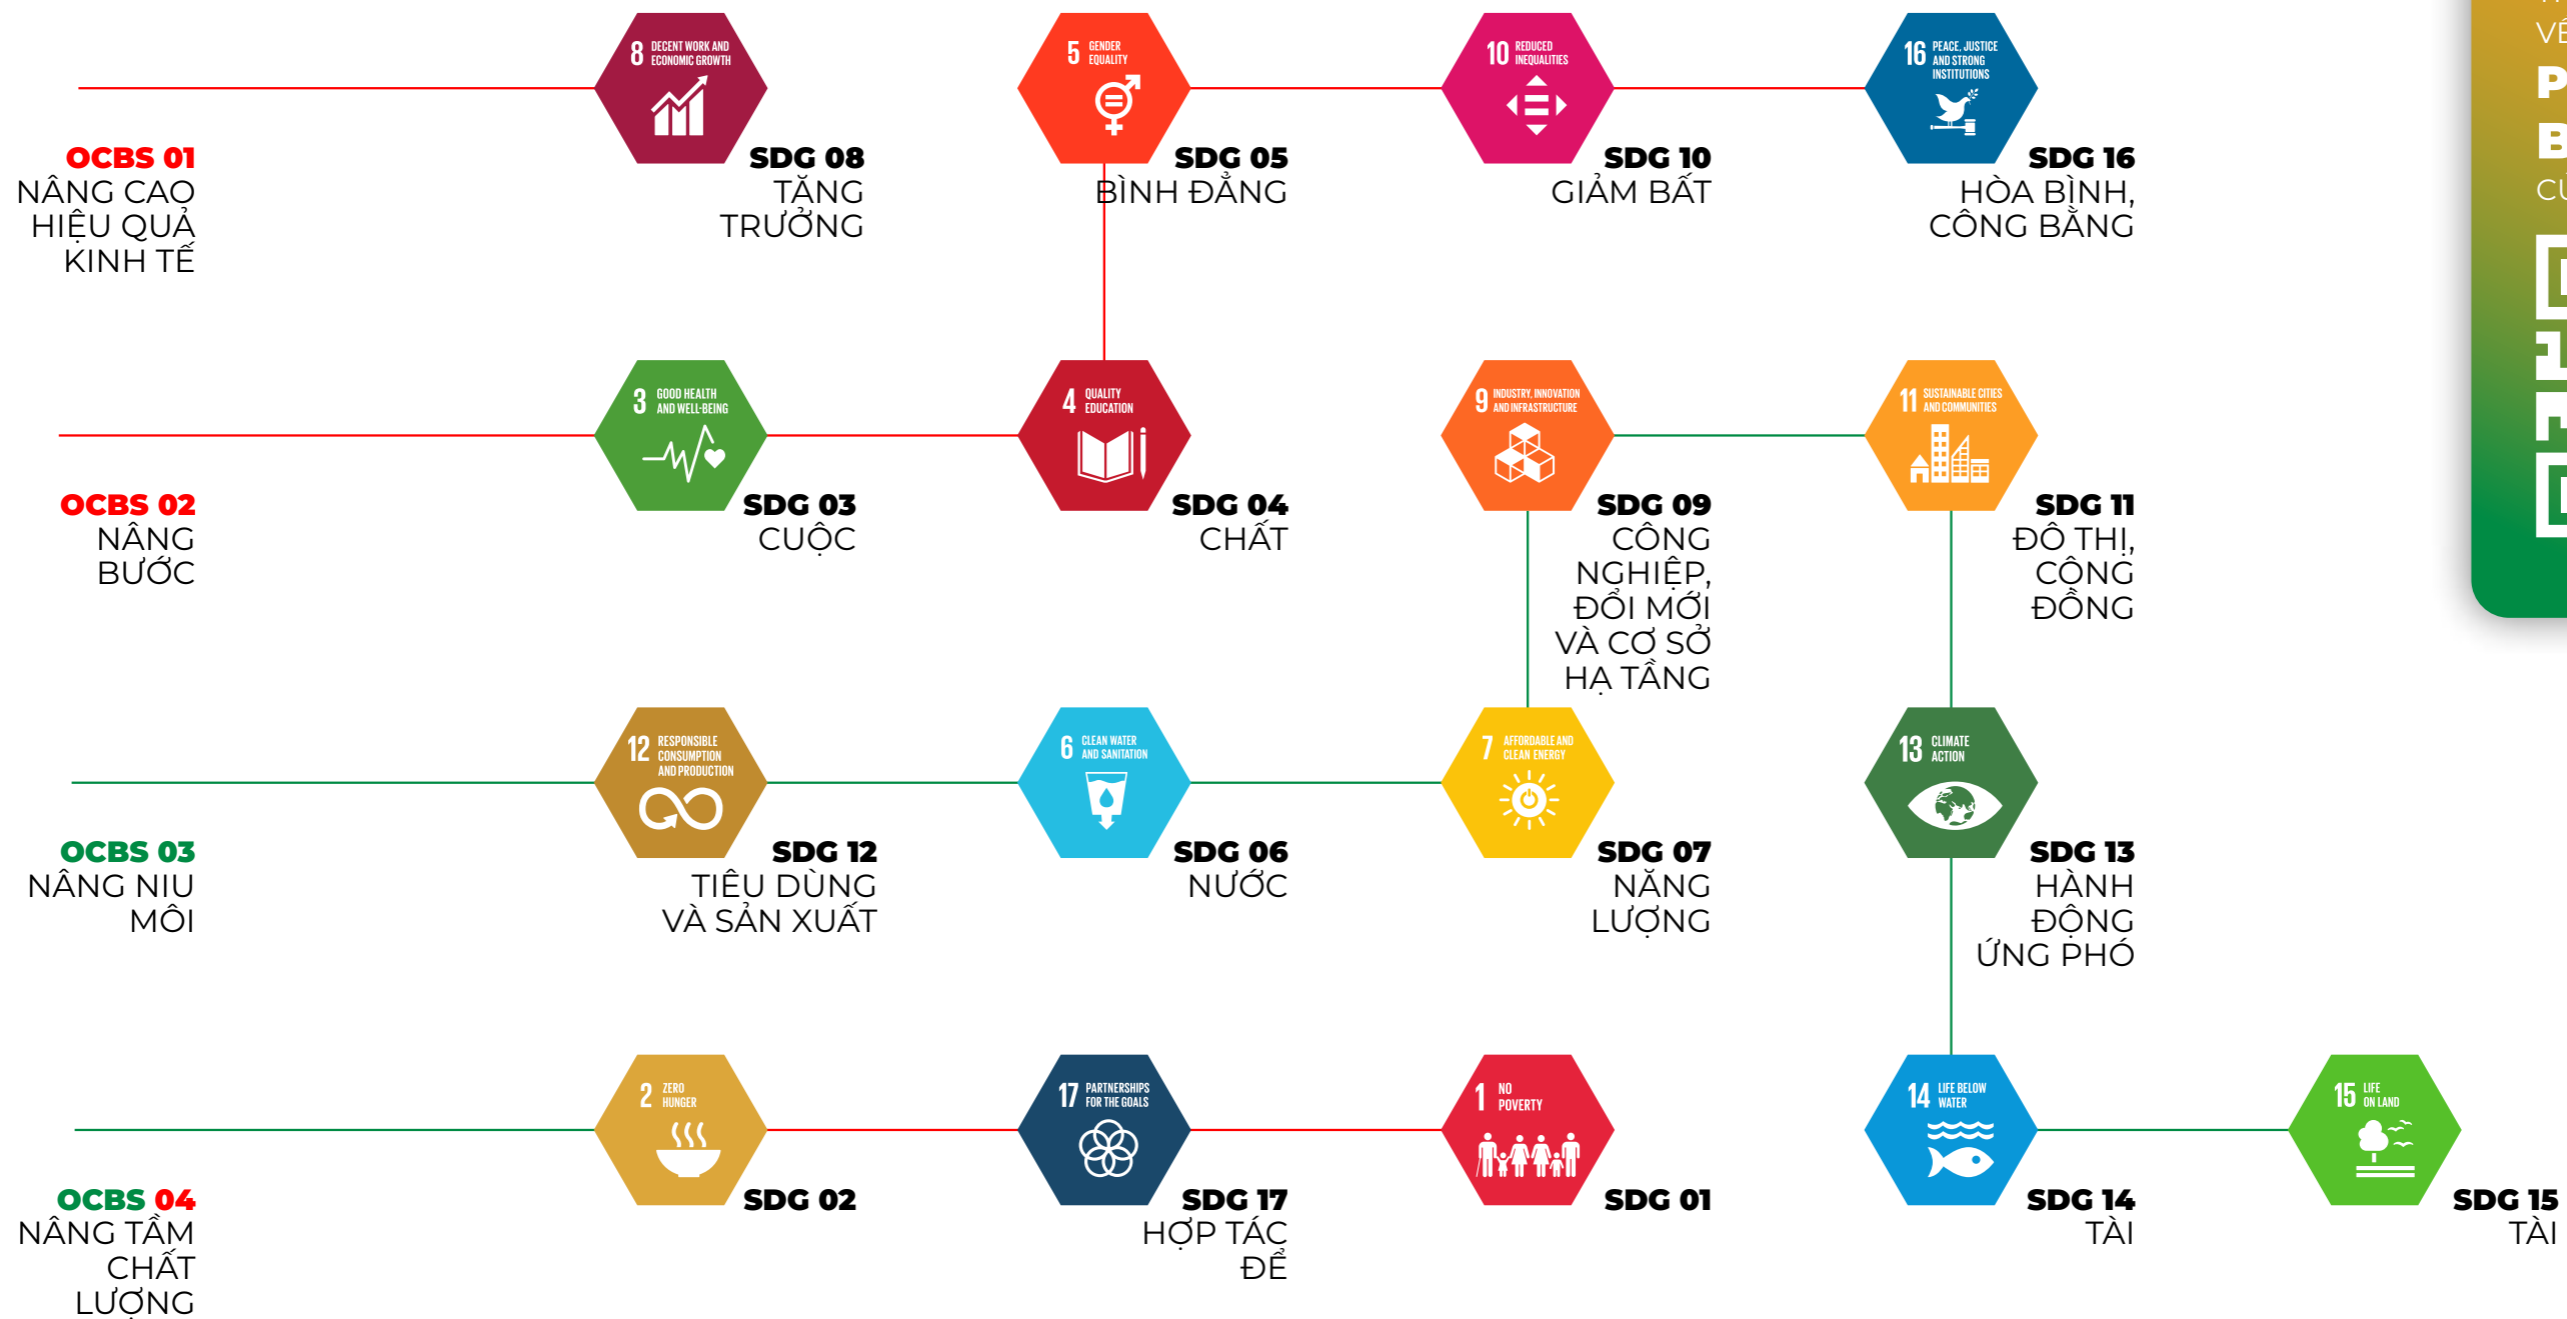 8 DECENT WORK AND
ECONOMIC GROWTH
5 GENDER
EQUALITY
10 REDUCED
INEQUALITIES
16 PEACE, JUSTICE
AND STRONG
INSTITUTIONS
OCBS 01
NÂNG CAO
HIỆU QUẢ
KINH TẾ
SDG 08
TĂNG
TRƯỞNG
SDG 05
BÌNH ĐẲNG
SDG 10
GIẢM BẤT
SDG 16
HÒA BÌNH,
CÔNG BẰNG
3 GOOD HEALTH
AND WELL-BEING
4 QUALITY
EDUCATION
9 INDUSTRY, INNOVATION
AND INFRASTRUCTURE
11 SUSTAINABLE CITIES
AND COMMUNITIES
OCBS 02
NÂNG
BƯỚC
SDG 03
CUỘC
SDG 04
CHẤT
SDG 09
CÔNG
NGHIỆP,
ĐỔI MỚI
VÀ CƠ SỞ
HẠ TẦNG
SDG 11
ĐÔ THỊ,
CỘNG
ĐỒNG
12 RESPONSIBLE
CONSUMPTION
AND PRODUCTION
6 CLEAN WATER
AND SANITATION
7 AFFORDABLE AND
CLEAN ENERGY
13 CLIMATE
ACTION
OCBS 03
NÂNG NIU
MÔI
SDG 12
TIÊU DÙNG
VÀ SẢN XUẤT
SDG 06
NƯỚC
SDG 07
NĂNG
LƯỢNG
SDG 13
HÀNH
ĐỘNG
ỨNG PHÓ
2 ZERO
HUNGER
17 PARTNERSHIPS
FOR THE GOALS
1 NO
POVERTY
14 LIFE BELOW
WATER
15 LIFE
ON LAND
OCBS 04
NÂNG TẦM
CHẤT
LƯỢNG
SDG 02
SDG 17
HỢP TÁC
ĐỂ
SDG 01
SDG 14
TÀI
SDG 15
TÀI